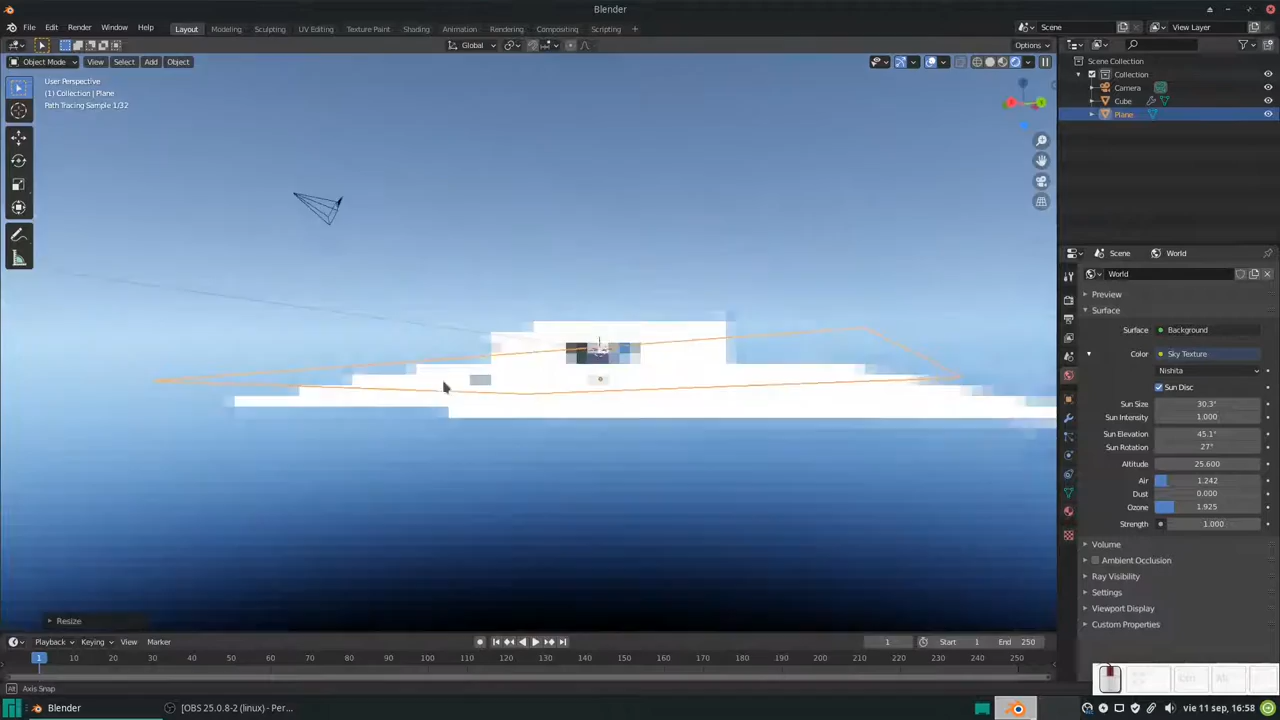 Blender
File Edit Render Window Help
Layout Modeling Sculpting UV Editing Texture Paint Shading Animation Rendering Compositing Scripting +
Scene
View Layer
Global
Options
Object Mode View Select Add Object
User Perspective
(1) Collection | Plane
Path Tracing Sample 1/32
Scene Collection
Collection
Camera
Cube
Plane
Scene > World
World
Preview
Surface
Surface Background
Color Sky Texture
Nishita
Sun Disc
Sun Size 30.3°
Sun Intensity 1.000
Sun Elevation 45.1°
Sun Rotation 27°
Altitude 25.600
Air 1.242
Dust 0.000
Ozone 1.925
Strength 1.000
Volume
Ambient Occlusion
Ray Visibility
Settings
Viewport Display
Custom Properties
Resize
Playback Keying View Marker
1 Start 1 End 250
1 10 20 30 40 50 60 70 80 90 100 110 120 130 140 150 160 170 180 190 200 210 220 230 240 250
Axis Snap
Blender
[OBS 25.0.8-2 (linux) - Per...
vie 11 sep, 16:58